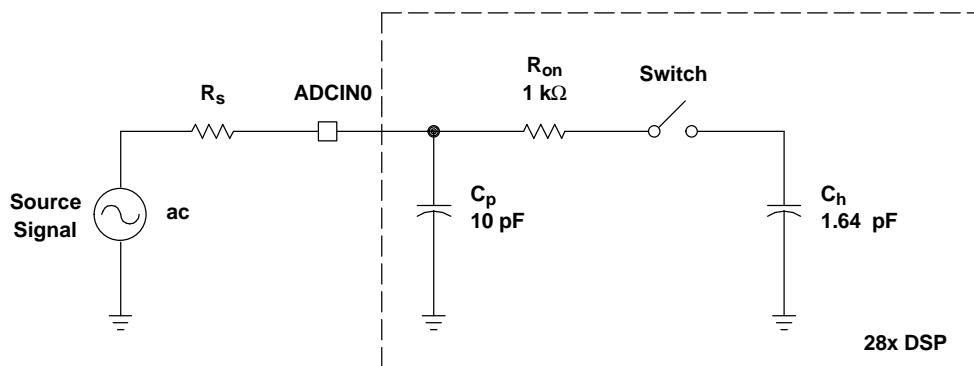 Rs
ADCIN0
Ron
1 kΩ
Switch
Source
Signal
ac
Cp
10 pF
Ch
1.64 pF
28x DSP